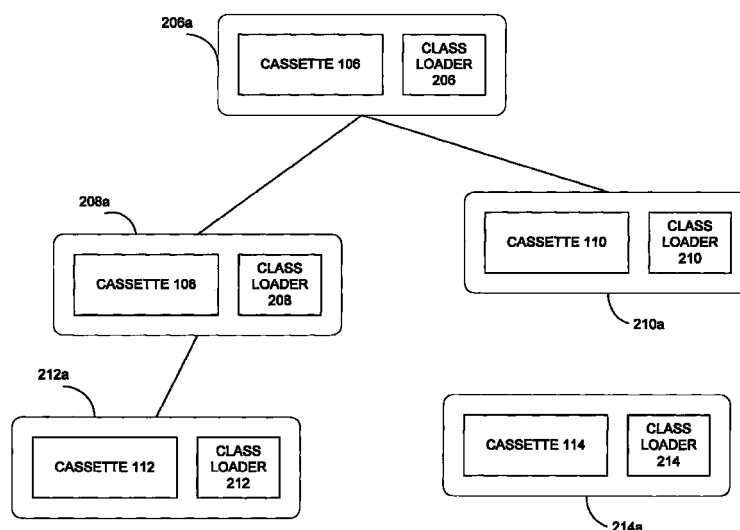 206a
CASSETTE 106
CLASS
LOADER
206
208a
CASSETTE 108
CLASS
LOADER
208
CASSETTE 110
CLASS
LOADER
210
210a
212a
CASSETTE 112
CLASS
LOADER
212
CASSETTE 114
CLASS
LOADER
214
214a